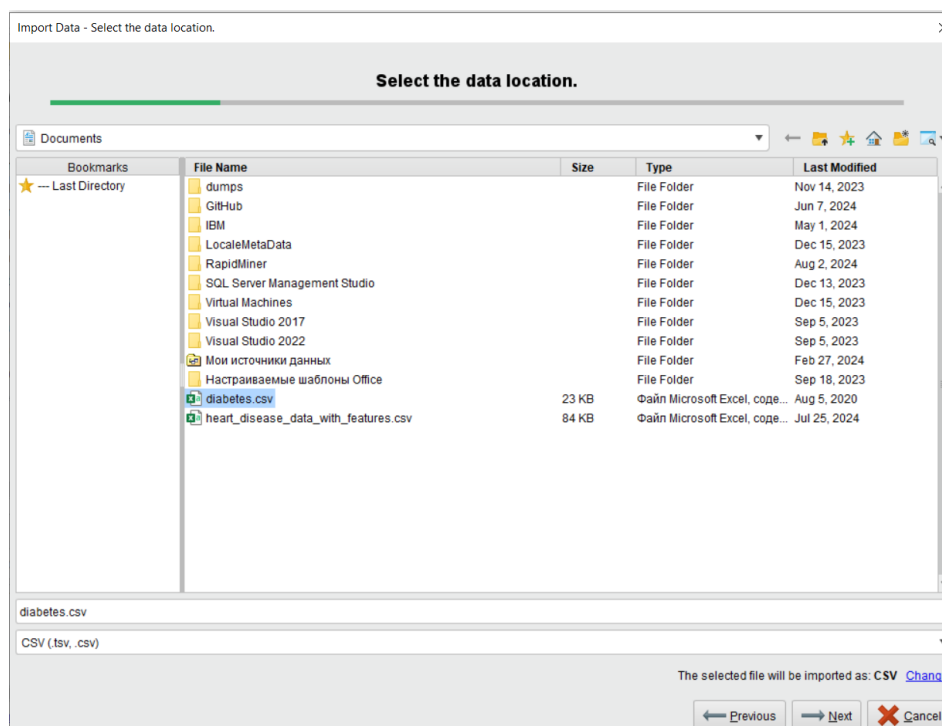 Import Data - Select the data location.
Select the data location.
Documents
Bookmarks File Name Size Type Last Modified
--- Last Directory dumps File Folder Nov 14, 2023
GitHub File Folder Jun 7, 2024
IBM File Folder May 1, 2024
LocaleMetaData File Folder Dec 15, 2023
RapidMiner File Folder Aug 2, 2024
SQL Server Management Studio File Folder Dec 13, 2023
Virtual Machines File Folder Dec 15, 2023
Visual Studio 2017 File Folder Sep 5, 2023
Visual Studio 2022 File Folder Sep 5, 2023
Мои источники данных File Folder Feb 27, 2024
Настраиваемые шаблоны Office File Folder Sep 18, 2023
diabetes.csv 23 KB Файл Microsoft Excel, соде... Aug 5, 2020
heart_disease_data_with_features.csv 84 KB Файл Microsoft Excel, соде... Jul 25, 2024
diabetes.csv
CSV (.tsv, .csv)
The selected file will be imported as: CSV Chang
Previous Next Cancel